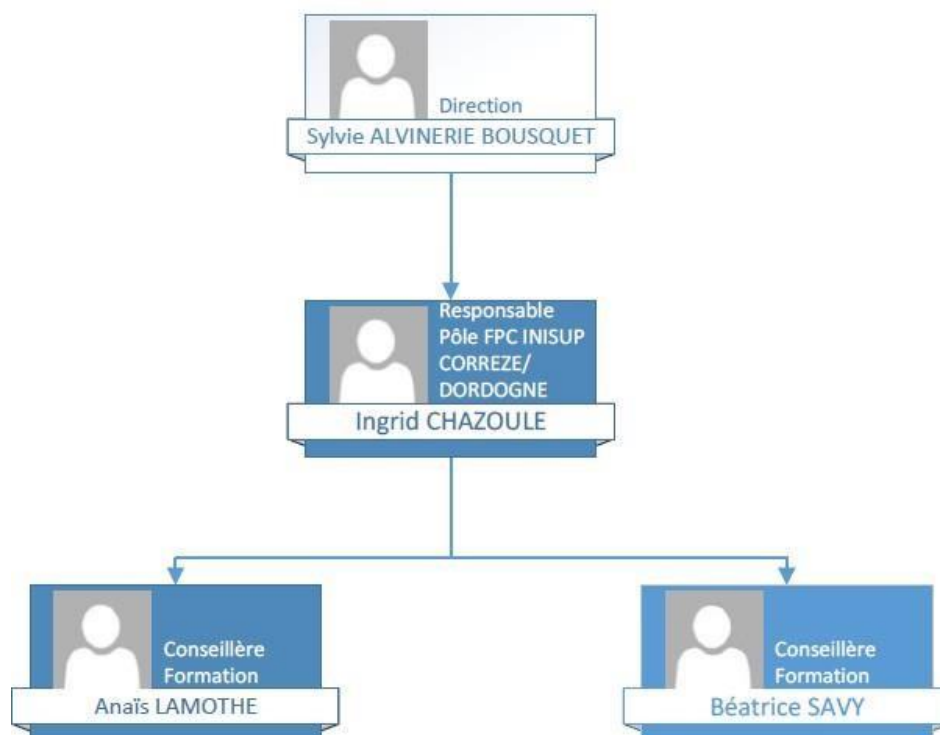 Direction
Sylvie ALVINERIE BOUSQUET
Responsable
Pôle FPC INISUP
CORREZE/
DORDOGNE
Ingrid CHAZOULE
Conseillère
Formation
Anaïs LAMOTHE
Conseillère
Formation
Béatrice SAVY